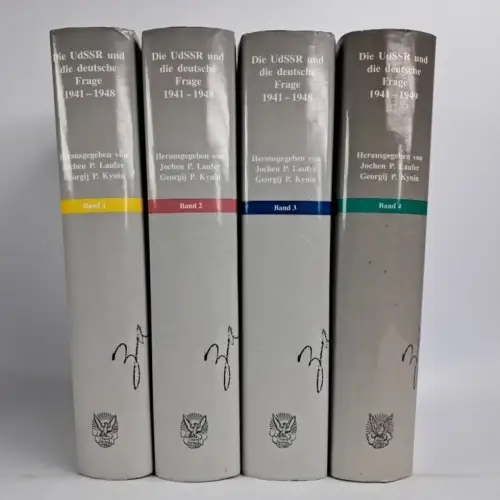 Die UdSSR und
die deutsche
Frage
1941–1948
Herausgegeben von
Jochen P. Laufer
Georgij P. Kynin
Band 1
Die UdSSR und
die deutsche
Frage
1941–1948
Herausgegeben von
Jochen P. Laufer
Georgij P. Kynin
Band 2
Die UdSSR und
die deutsche
Frage
1941–1948
Herausgegeben von
Jochen P. Laufer
Georgij P. Kynin
Band 3
Die UdSSR und
die deutsche
Frage
1941–1949
Herausgegeben von
Jochen P. Laufer
Georgij P. Kynin
Band 4